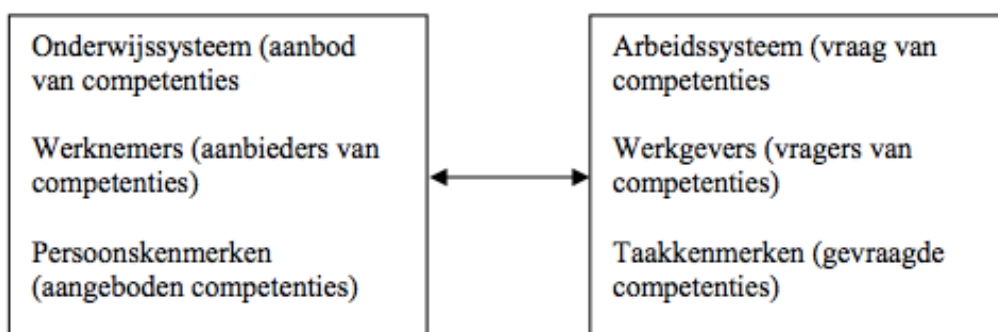 Onderwijssysteem (aanbod
van competenties
Werknemers (aanbieders van
competenties)
Persoonskenmerken
(aangeboden competenties)
Arbeidssysteem (vraag van
competenties
Werkgevers (vragers van
competenties)
Taakkenmerken (gevraagde
competenties)